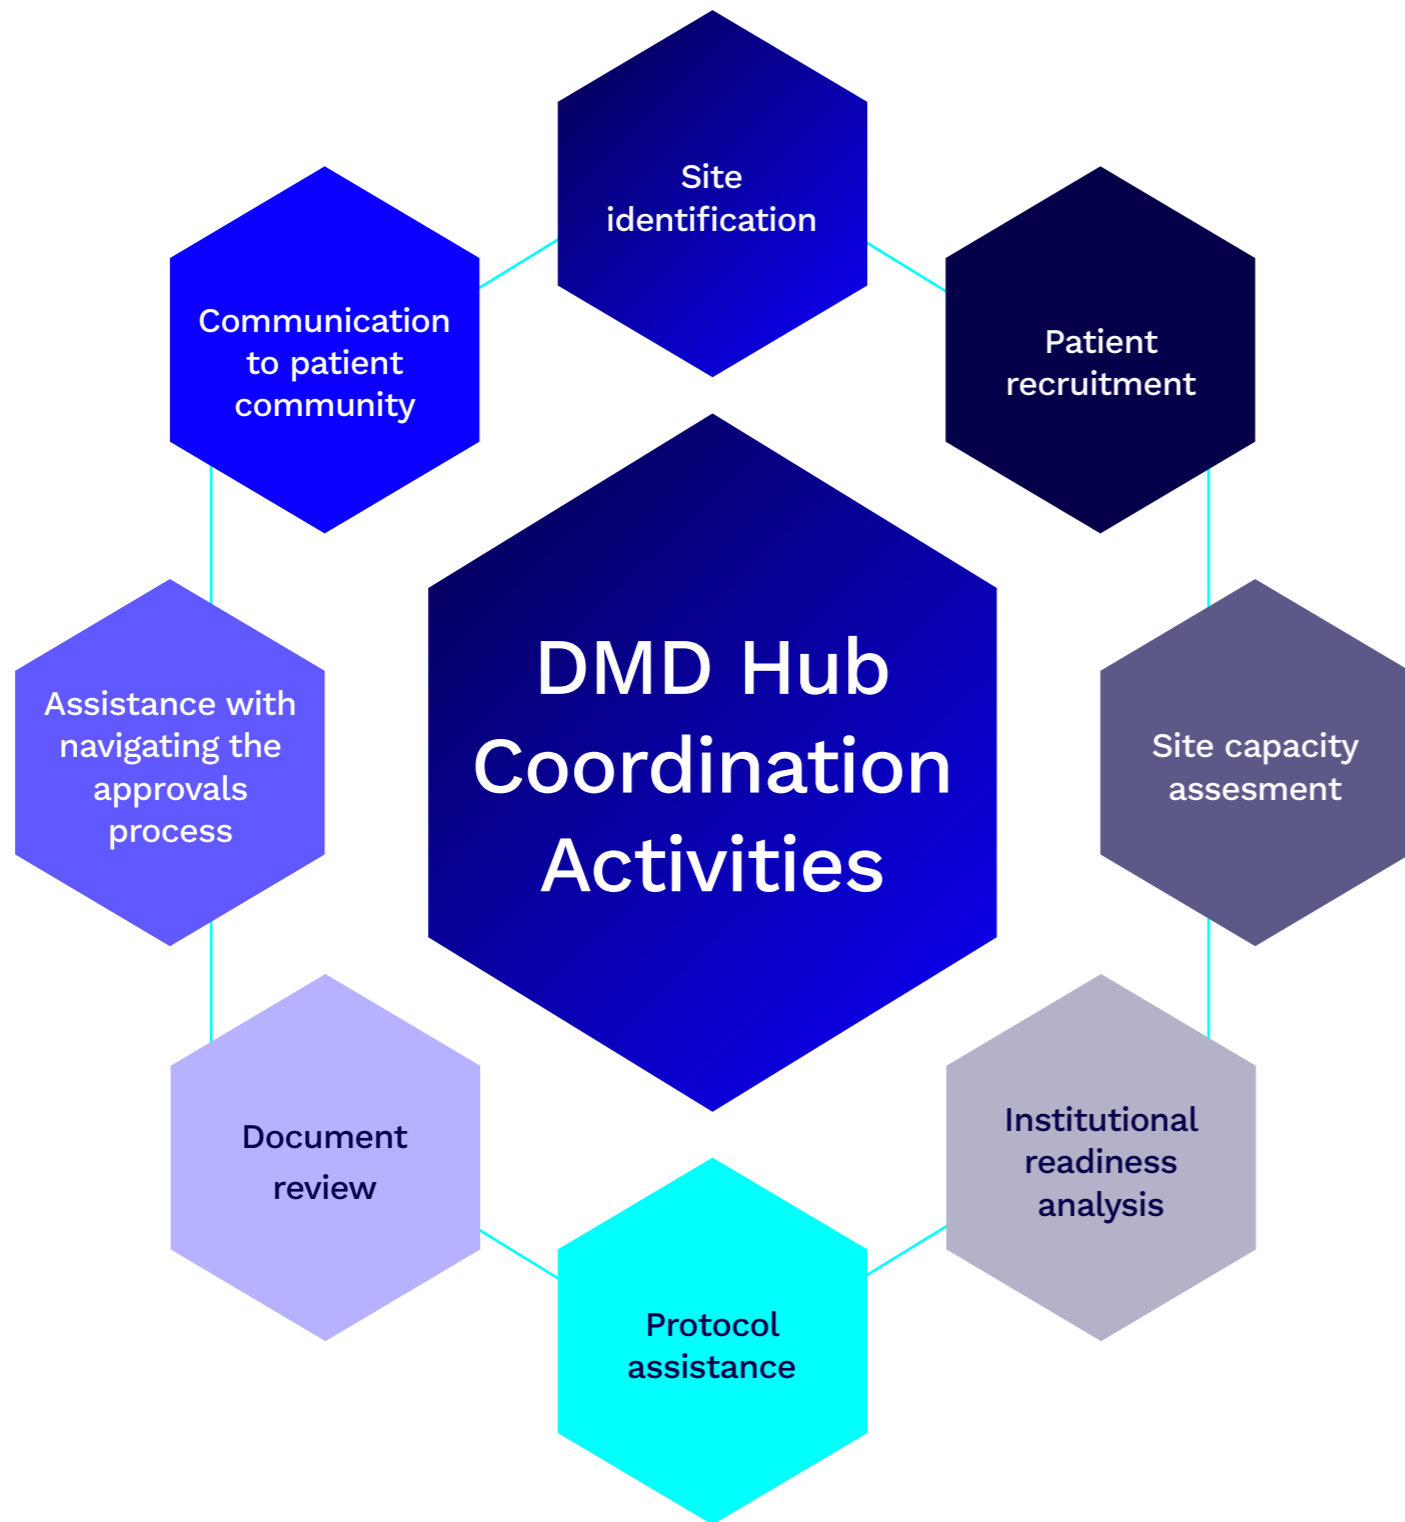 Site
identification
Patient
recruitment
Communication
to patient
community
DMD Hub
Coordination
Activities
Assistance with
navigating the
approvals
process
Site capacity
assesment
Institutional
readiness
analysis
Document
review
Protocol
assistance